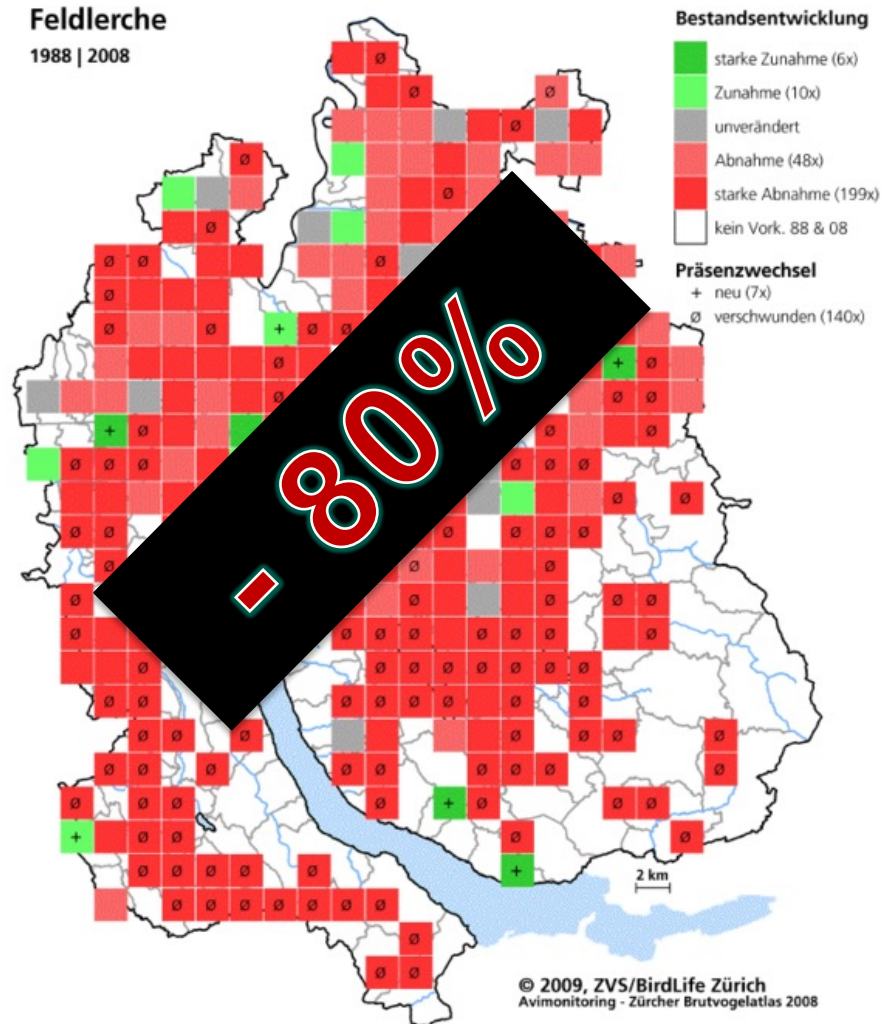 Feldlerche
1988 | 2008
Bestandsentwicklung
starke Zunahme (6x)
Zunahme (10x)
unverändert
Abnahme (48x)
starke Abnahme (199x)
kein Vork. 88 & 08
Präsenzwechsel
+ neu (7x)
ø verschwunden (140x)
- 80%
2 km
© 2009, ZVS/BirdLife Zürich
Avimonitoring - Zürcher Brutvogelatlas 2008